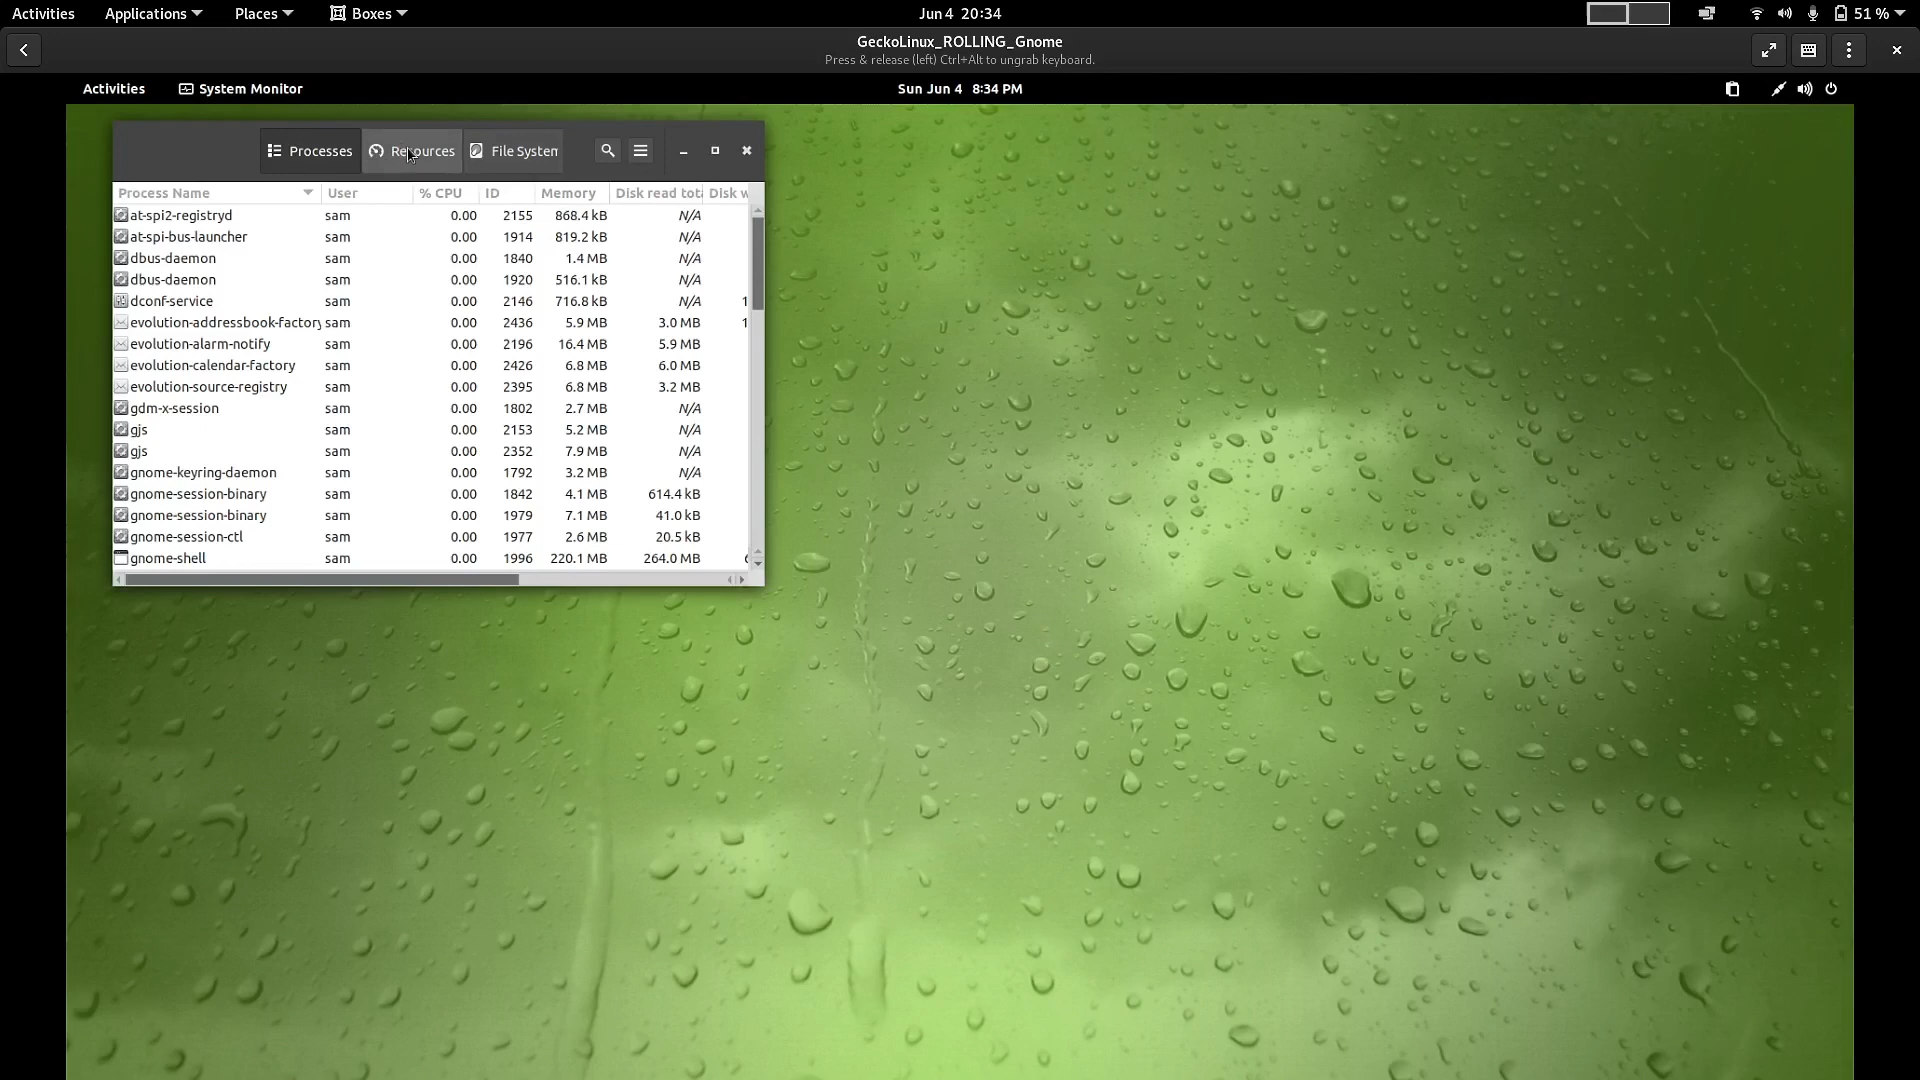 Activities Applications Places Boxes Jun 4 20:34 51 %
GeckoLinux_ROLLING_Gnome
Press & release (left) Ctrl+Alt to ungrab keyboard.
Activities System Monitor Sun Jun 4 8:34 PM
Processes Resources File System
Process Name User % CPU ID Memory Disk read tota Disk w
at-spi2-registryd sam 0.00 2155 868.4 kB N/A
at-spi-bus-launcher sam 0.00 1914 819.2 kB N/A
dbus-daemon sam 0.00 1840 1.4 MB N/A
dbus-daemon sam 0.00 1920 516.1 kB N/A
dconf-service sam 0.00 2146 716.8 kB N/A 1
evolution-addressbook-factory sam 0.00 2436 5.9 MB 3.0 MB 1
evolution-alarm-notify sam 0.00 2196 16.4 MB 5.9 MB
evolution-calendar-factory sam 0.00 2426 6.8 MB 6.0 MB
evolution-source-registry sam 0.00 2395 6.8 MB 3.2 MB
gdm-x-session sam 0.00 1802 2.7 MB N/A
gjs sam 0.00 2153 5.2 MB N/A
gjs sam 0.00 2352 7.9 MB N/A
gnome-keyring-daemon sam 0.00 1792 3.2 MB N/A
gnome-session-binary sam 0.00 1842 4.1 MB 614.4 kB
gnome-session-binary sam 0.00 1979 7.1 MB 41.0 kB
gnome-session-ctl sam 0.00 1977 2.6 MB 20.5 kB
gnome-shell sam 0.00 1996 220.1 MB 264.0 MB